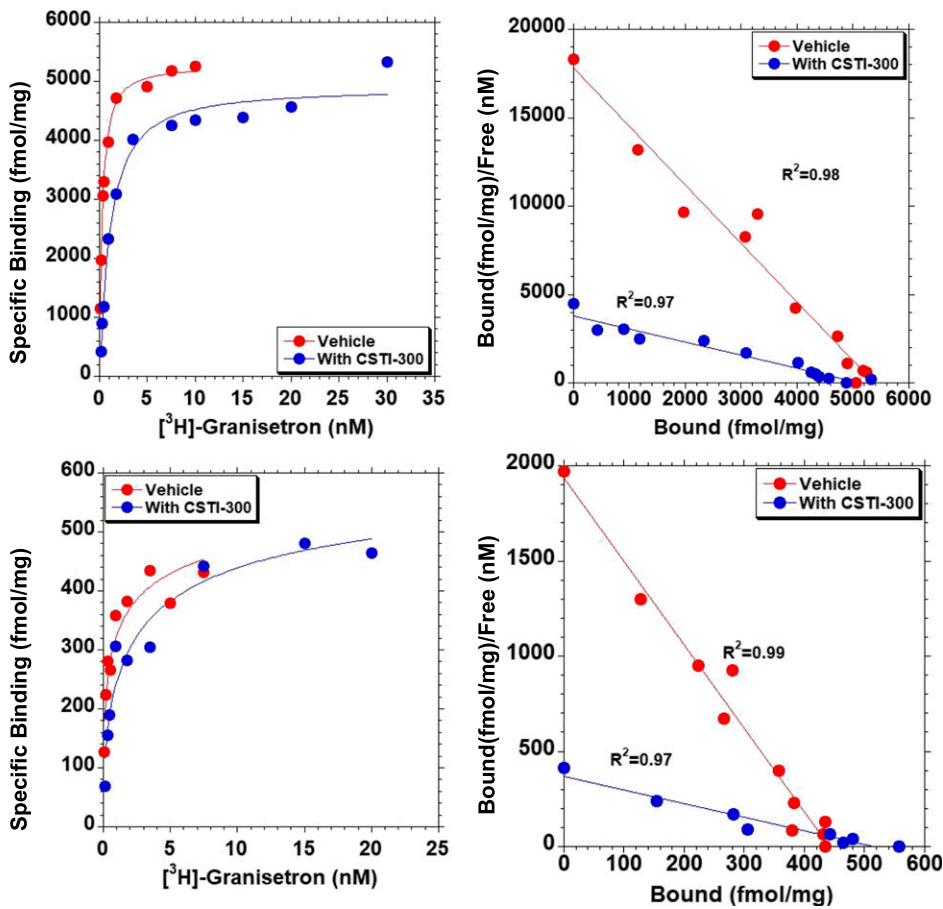 Specific Binding (fmol/mg)
6000
5000
4000
3000
2000
1000
0
Vehicle
With CSTI-300
0 5 10 15 20 25 30 35
[³H]-Granisetron (nM)
Bound(fmol/mg)/Free (nM)
20000
15000
10000
5000
0
Vehicle
With CSTI-300
R²=0.98
R²=0.97
0 1000 2000 3000 4000 5000 6000
Bound (fmol/mg)
Specific Binding (fmol/mg)
600
500
400
300
200
100
0
Vehicle
With CSTI-300
0 5 10 15 20 25
[³H]-Granisetron (nM)
Bound(fmol/mg)/Free (nM)
2000
1500
1000
500
0
Vehicle
With CSTI-300
R²=0.99
R²=0.97
0 100 200 300 400 500 600
Bound (fmol/mg)